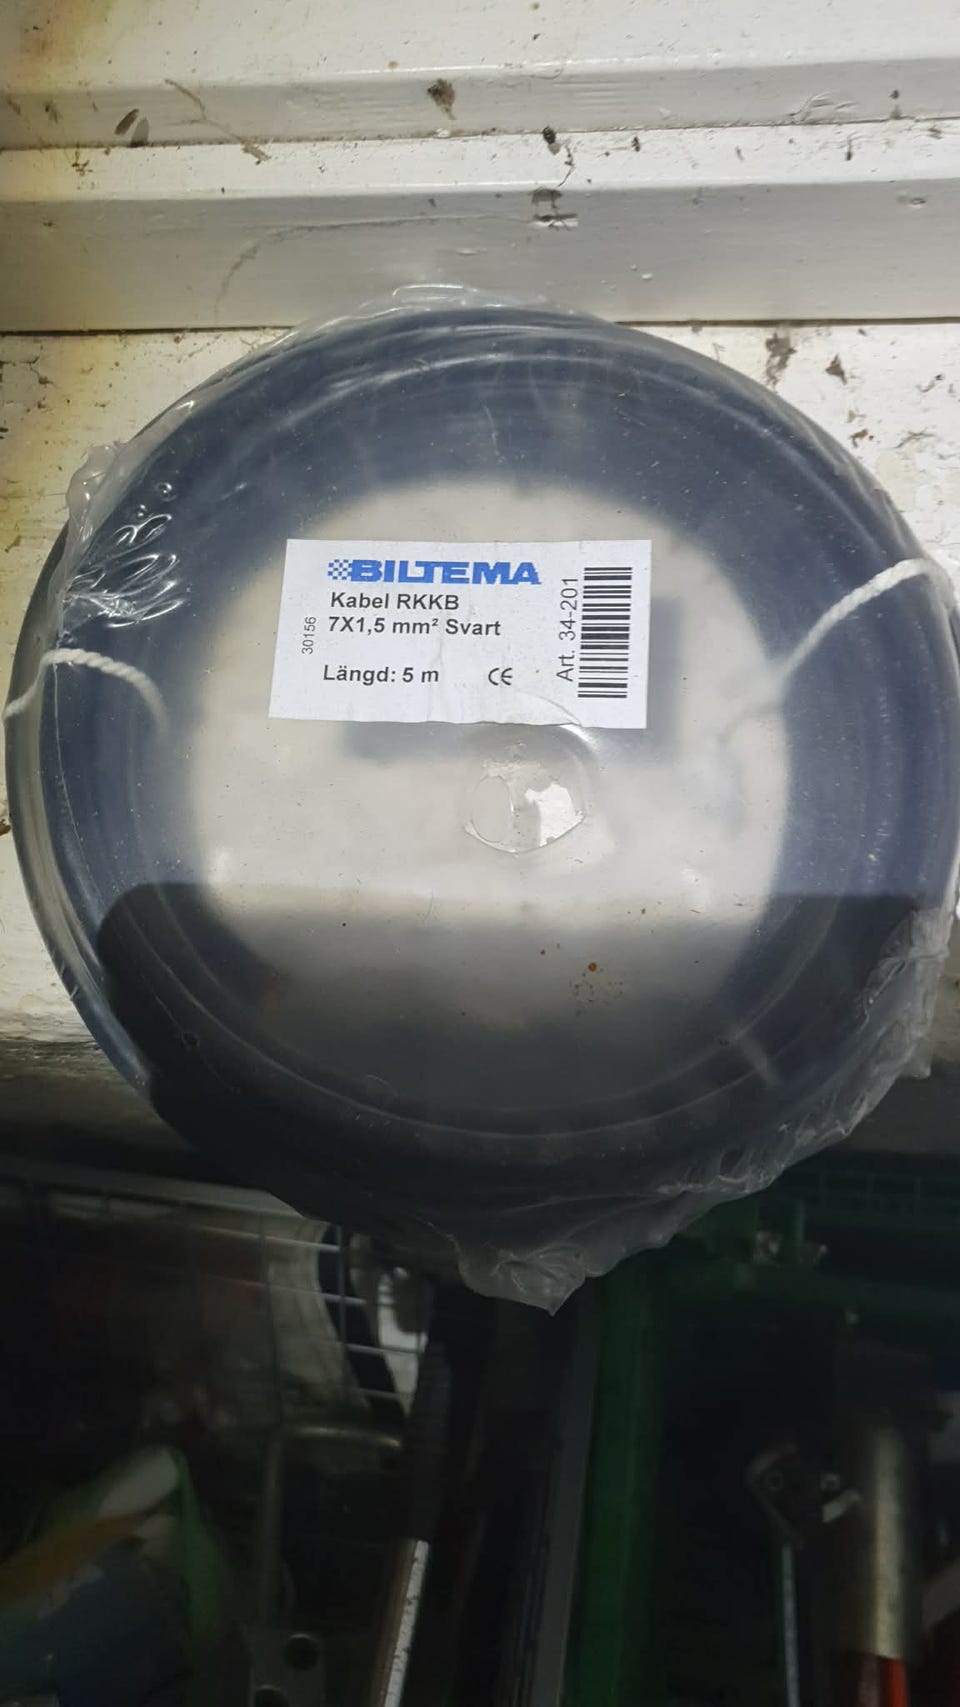 BILTEMA
Kabel RKKB
7X1,5 mm² Svart
Längd: 5 m CE
30156
Art. 34-201